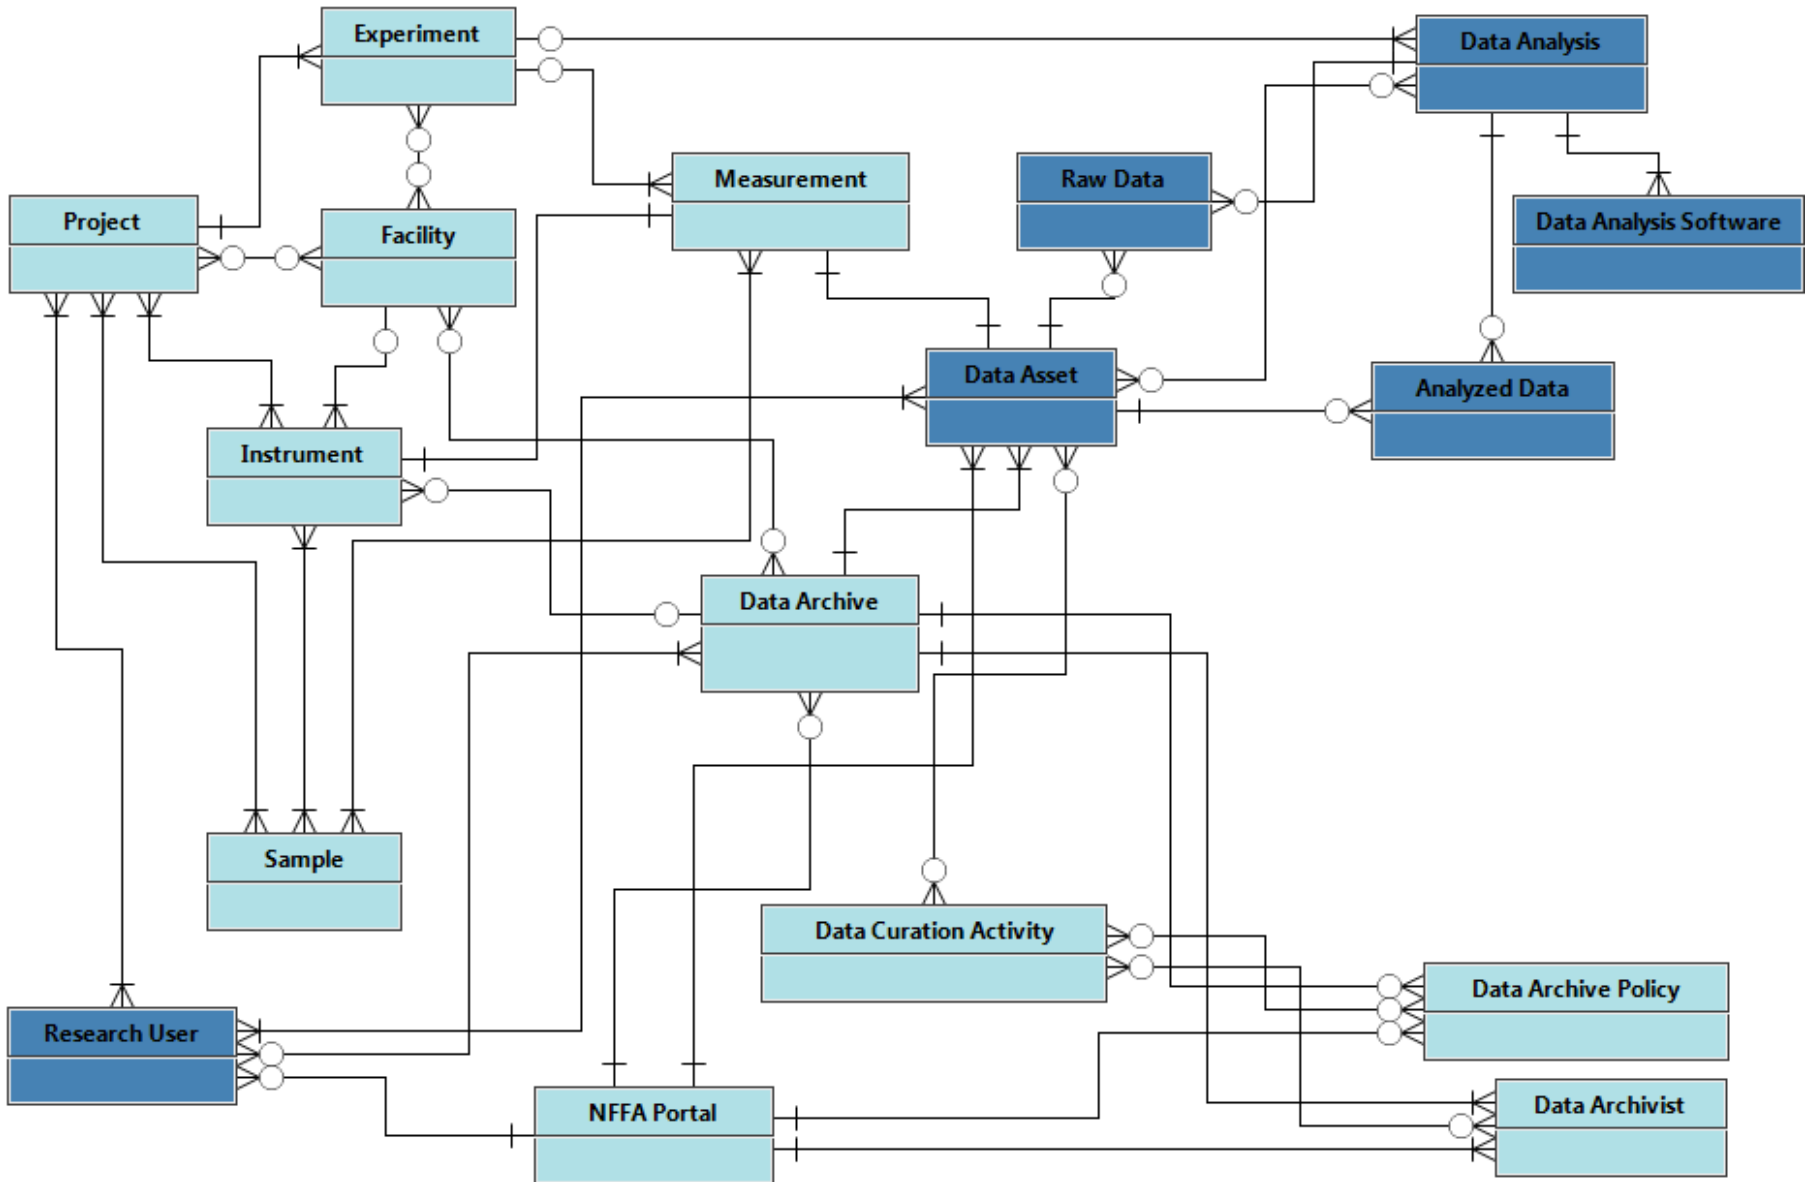 Experiment
Data Analysis
Measurement
Raw Data
Project
Facility
Data Analysis Software
Data Asset
Analyzed Data
Instrument
Data Archive
Sample
Data Curation Activity
Data Archive Policy
Research User
NFFA Portal
Data Archivist